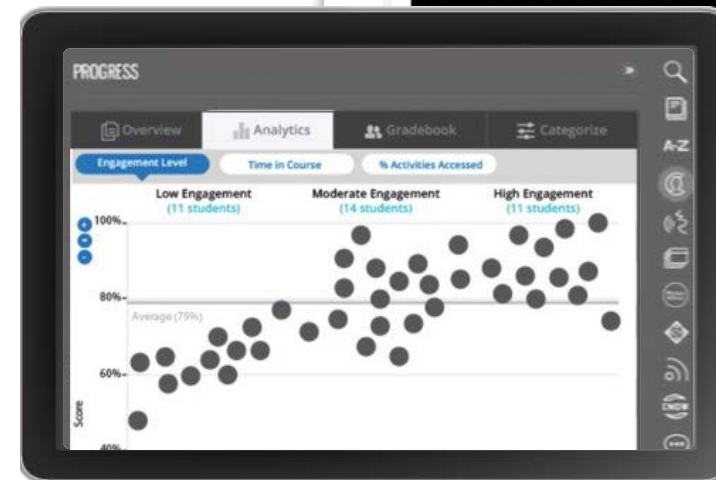 PROGRESS
Overview
Analytics
Gradebook
Categorize
A-Z
Engagement Level
Time in Course
% Activities Accessed
Low Engagement
(11 students)
Moderate Engagement
(14 students)
High Engagement
(11 students)
100%
80%
Average (79%)
60%
Score
40%